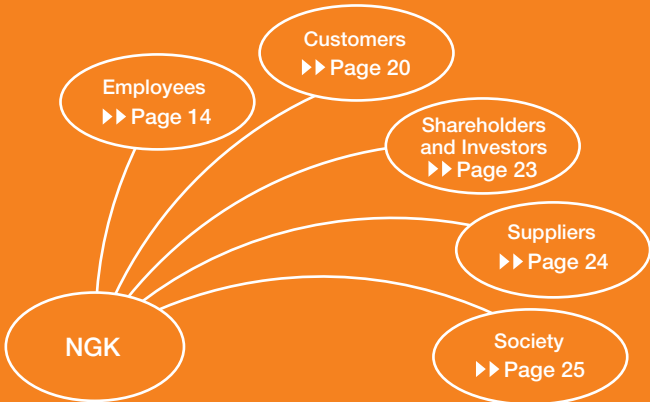 Customers
▶▶Page 20
Employees
▶▶Page 14
Shareholders
and Investors
▶▶Page 23
Suppliers
▶▶Page 24
NGK
Society
▶▶Page 25